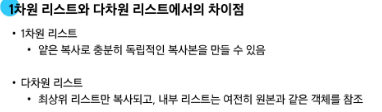 1차원 리스트와 다차원 리스트에서의 차이점
• 1차원 리스트
• 얕은 복사로 충분히 독립적인 복사본을 만들 수 있음
• 다차원 리스트
• 최상위 리스트만 복사되고, 내부 리스트는 여전히 원본과 같은 객체를 참조